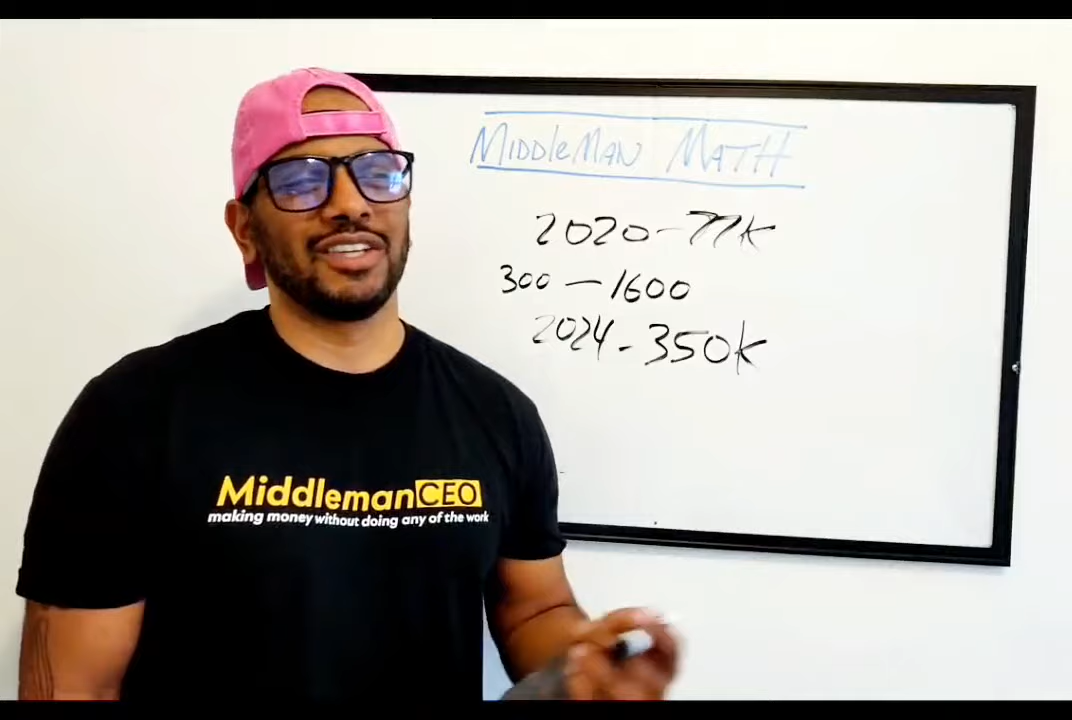 MIDDLEMAN MATH
2020-77K
300-1600
2024-350K
MiddlemanCEO
making money without doing any of the work